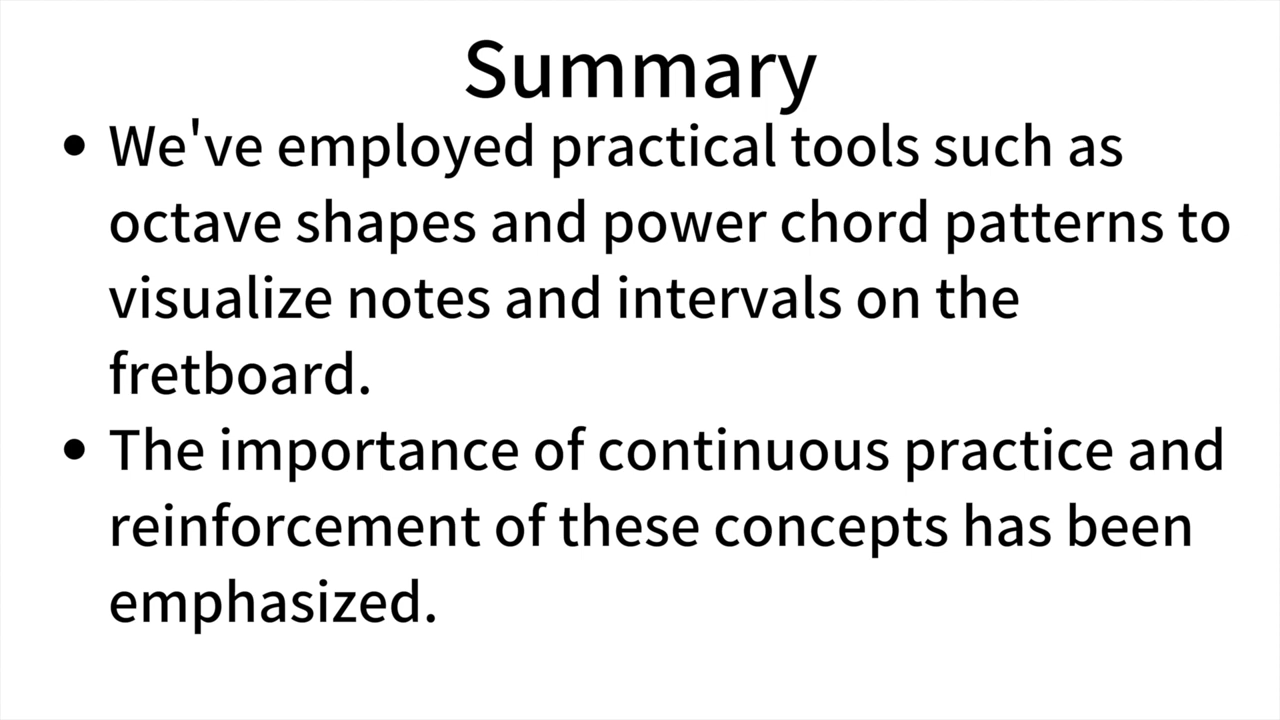 Summary
• We've employed practical tools such as
octave shapes and power chord patterns to
visualize notes and intervals on the
fretboard.
• The importance of continuous practice and
reinforcement of these concepts has been
emphasized.